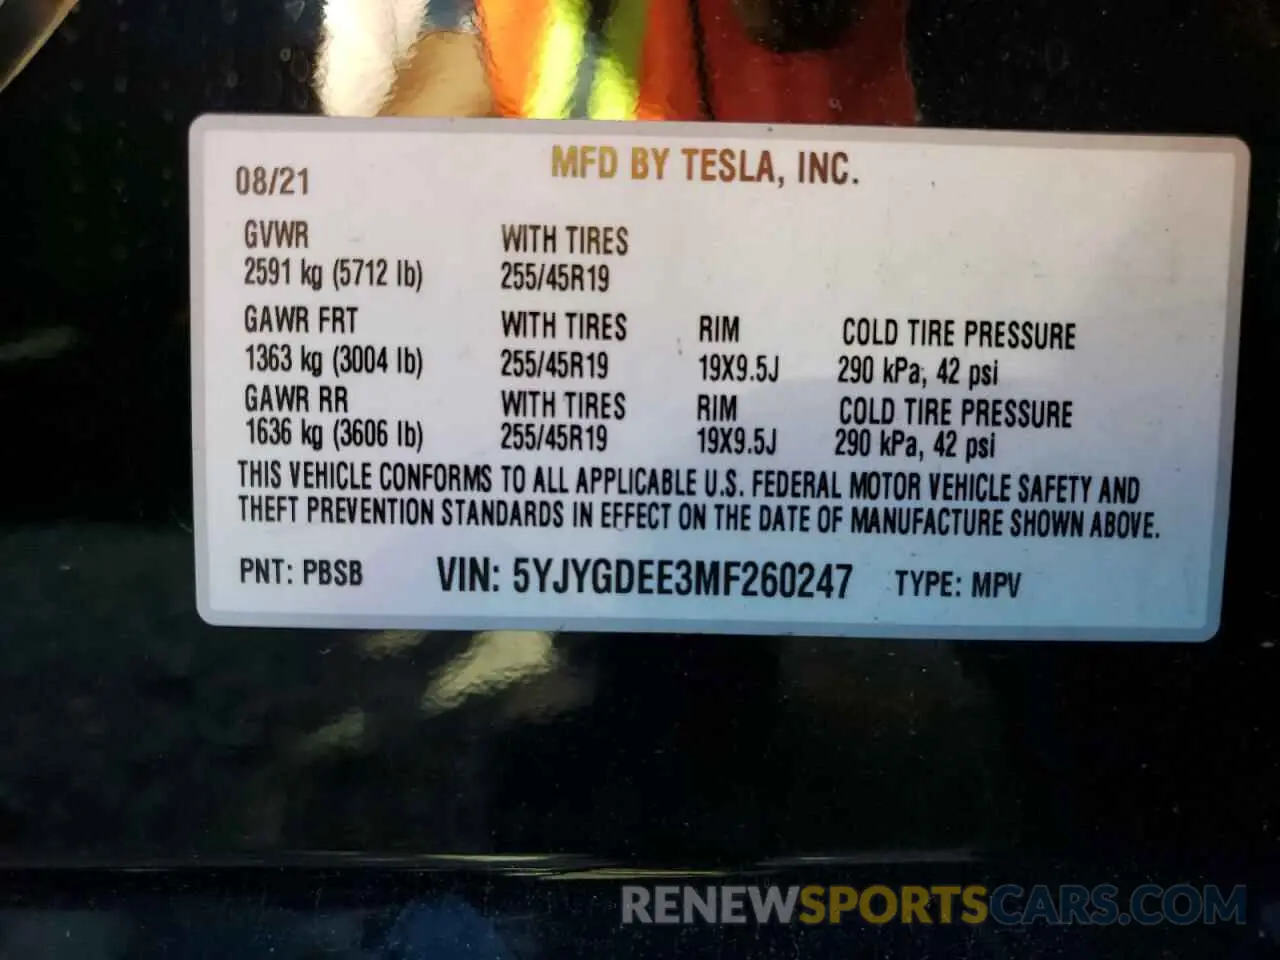 MFD BY TESLA, INC.
08/21
GVWR WITH TIRES
2591 kg (5712 lb) 255/45R19
GAWR FRT WITH TIRES RIM COLD TIRE PRESSURE
1363 kg (3004 lb) 255/45R19 19X9.5J 290 kPa, 42 psi
GAWR RR WITH TIRES RIM COLD TIRE PRESSURE
1636 kg (3606 lb) 255/45R19 19X9.5J 290 kPa, 42 psi
THIS VEHICLE CONFORMS TO ALL APPLICABLE U.S. FEDERAL MOTOR VEHICLE SAFETY AND
THEFT PREVENTION STANDARDS IN EFFECT ON THE DATE OF MANUFACTURE SHOWN ABOVE.
PNT: PBSB VIN: 5YJYGDEE3MF260247 TYPE: MPV
RENEWSPORTSCARS.COM